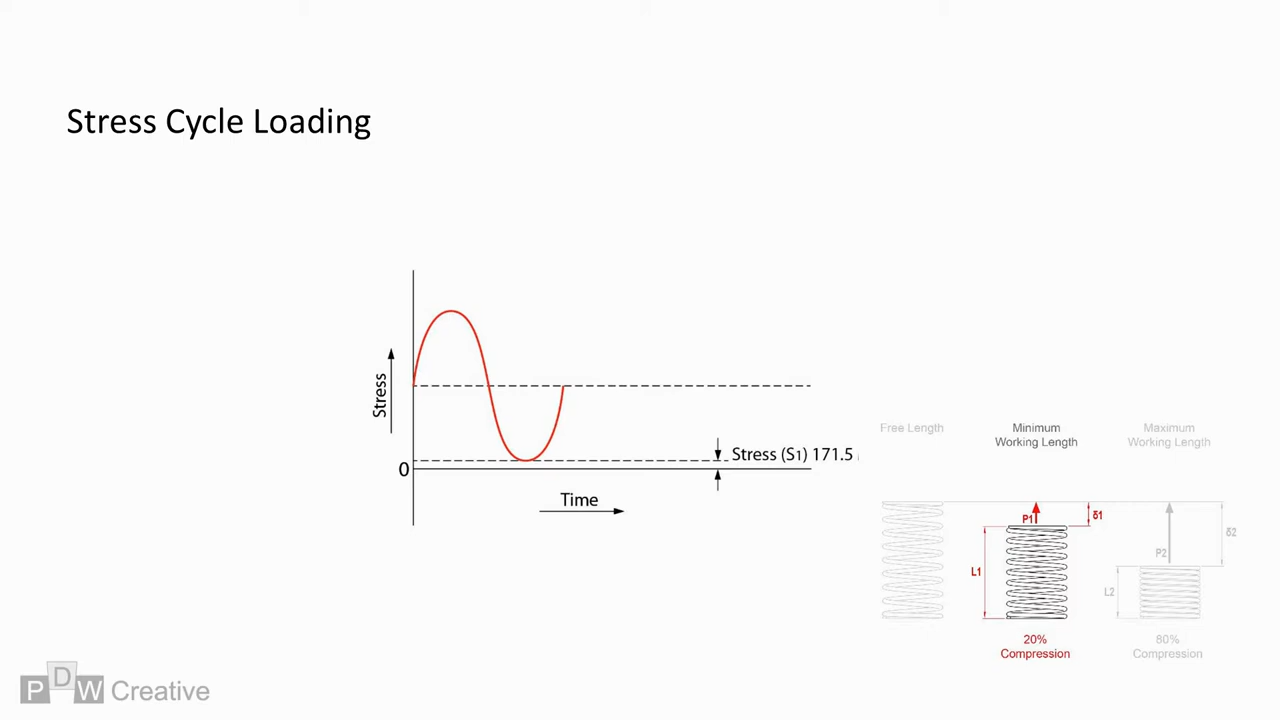 Stress Cycle Loading
Stress
0
Time
Stress (S1) 171.5
Free Length
Minimum
Working Length
Maximum
Working Length
P1
δ1
L1
P2
δ2
L2
20%
Compression
80%
Compression
PDW Creative